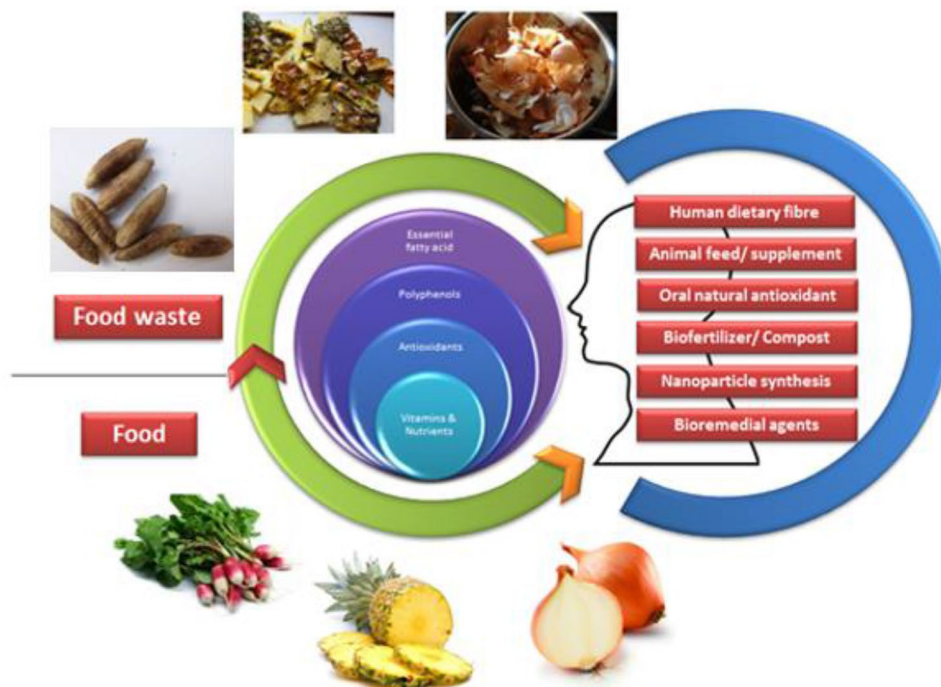 Food waste
Food
Essential
fatty acid
Polyphenols
Antioxidants
Vitamins &
Nutrients
Human dietary fibre
Animal feed/ supplement
Oral natural antioxidant
Biofertilizer/ Compost
Nanoparticle synthesis
Bioremedial agents